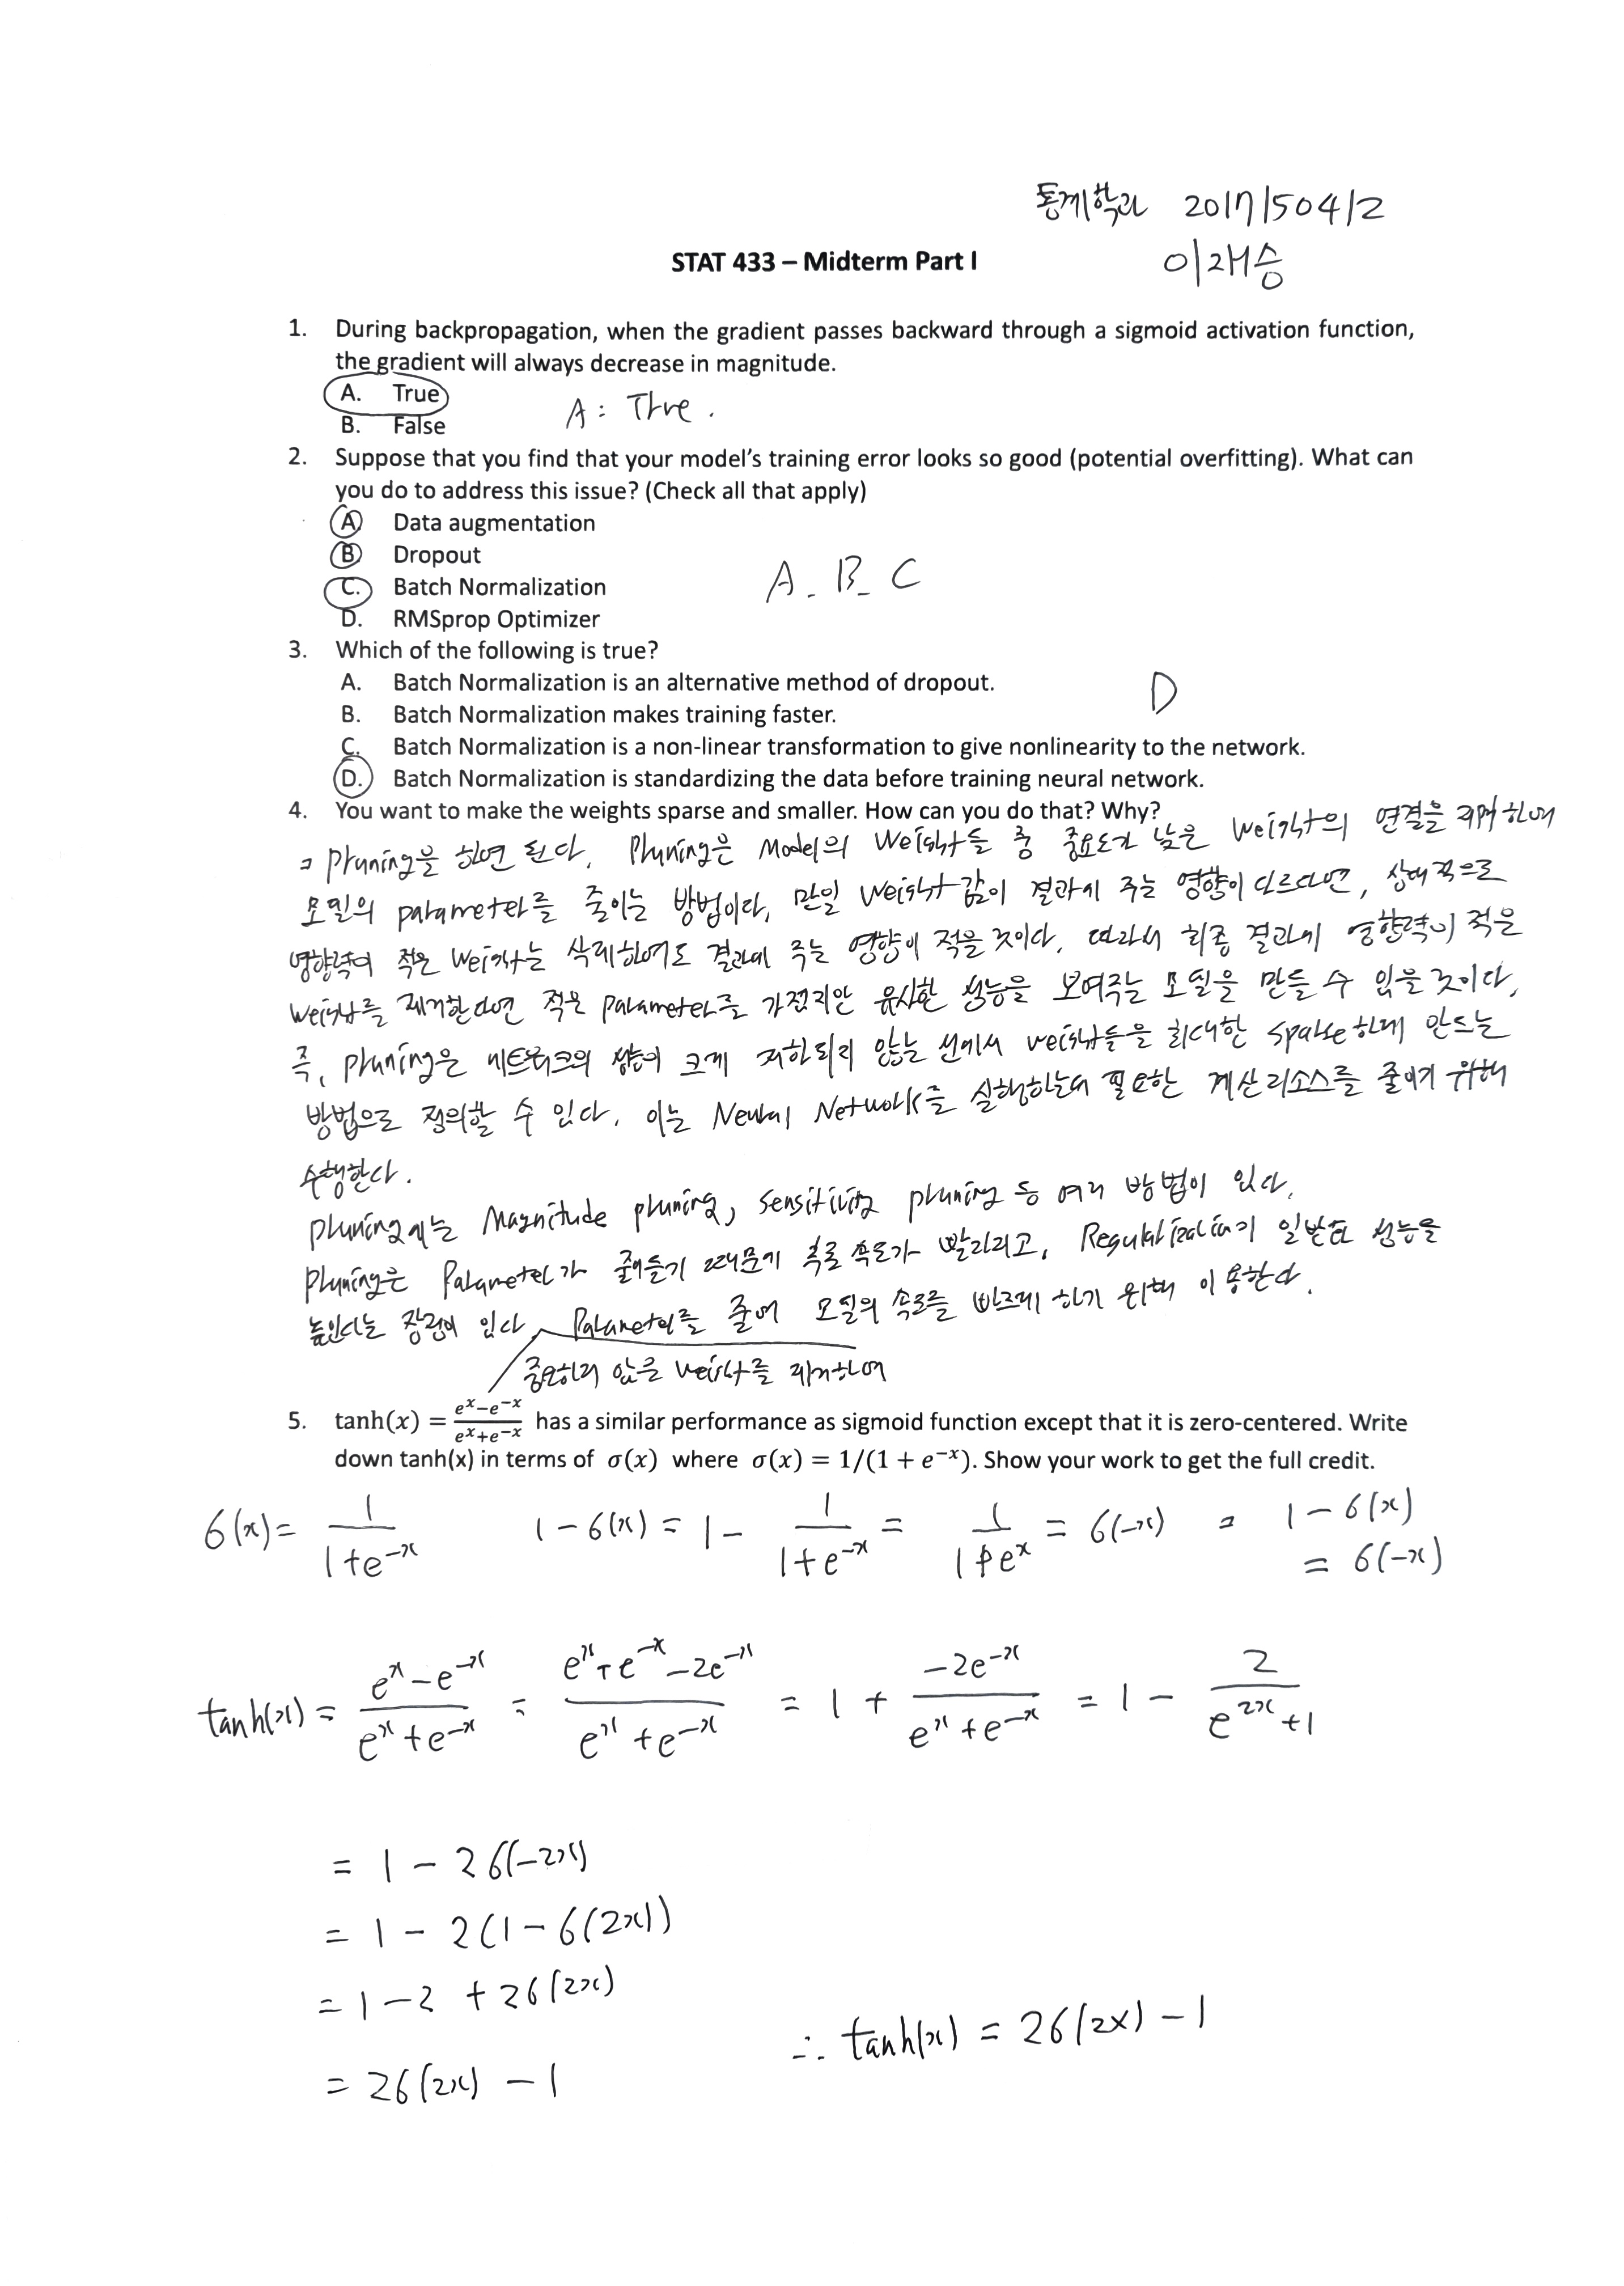 통계학과 2017150412
STAT 433 – Midterm Part I
이재승
1. During backpropagation, when the gradient passes backward through a sigmoid activation function,
the gradient will always decrease in magnitude.
A. True
A: True.
B. False
2. Suppose that you find that your model's training error looks so good (potential overfitting). What can
you do to address this issue? (Check all that apply)
A. Data augmentation
B. Dropout
C. Batch Normalization
A. B. C
D. RMSprop Optimizer
3. Which of the following is true?
A. Batch Normalization is an alternative method of dropout.
D
B. Batch Normalization makes training faster.
C. Batch Normalization is a non-linear transformation to give nonlinearity to the network.
D. Batch Normalization is standardizing the data before training neural network.
4. You want to make the weights sparse and smaller. How can you do that? Why?
⇒ pruning을 하면 된다. Pruning은 Model의 Weight들 중 중요도가 낮은 Weight의 연결을 제거하여
모델의 parameter를 줄이는 방법이다. 만일 Weight값이 결과에 주는 영향이 다르다면, 상대적으로
영향력이 적은 Weight는 삭제하여도 결과에 주는 영향이 적을 것이다. 따라서 최종 결과에 영향력이 적은
Weight를 제거한다면 적은 parameter를 가졌지만 유사한 성능을 보여주는 모델을 만들 수 있을 것이다.
즉, pruning은 네트워크의 성능이 크게 저하되지 않는 선에서 weight들을 최대한 sparse하게 만드는
방법으로 정의할 수 있다. 이는 Neural Network를 실행하는데 필요한 계산 리소스를 줄이기 위해
수행한다.
pruning에는 Magnitude pruning, Sensitivity pruning 등 여러 방법이 있다.
pruning은 Parameter가 줄어들기 때문에 추론 속도가 빨라지고, Regularization이 일반화 성능을
높인다는 장점이 있다 Parameter를 줄여 모델의 속도를 빠르게 하기 위해 이용한다.
중요하지 않은 weight를 제거하여
5. tanh(x) = (e^x−e^−x)/(e^x+e^−x) has a similar performance as sigmoid function except that it is zero-centered. Write
down tanh(x) in terms of σ(x) where σ(x) = 1/(1 + e^−x). Show your work to get the full credit.
σ(x) = 1/(1+e^−x) 1 − σ(x) = 1 − 1/(1+e^−x) = 1/(1+e^x) = σ(−x) ⇒ 1 − σ(x)
= σ(−x)
tanh(x) = (e^x − e^−x)/(e^x + e^−x) = (e^x + e^−x − 2e^−x)/(e^x + e^−x) = 1 + (−2e^−x)/(e^x + e^−x) = 1 − 2/(e^2x + 1)
= 1 − 2σ(−2x)
= 1 − 2(1 − σ(2x))
= 1 − 2 + 2σ(2x)
∴ tanh(x) = 2σ(2x) − 1
= 2σ(2x) − 1